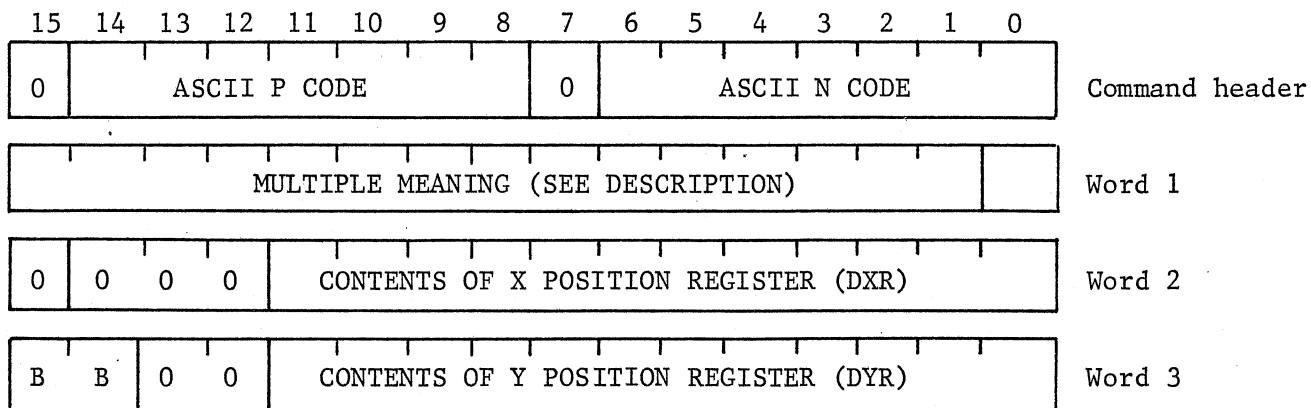 15 14 13 12 11 10 9 8 7 6 5 4 3 2 1 0
0 ASCII P CODE 0 ASCII N CODE Command header
MULTIPLE MEANING (SEE DESCRIPTION) Word 1
0 0 0 0 CONTENTS OF X POSITION REGISTER (DXR) Word 2
B B 0 0 CONTENTS OF Y POSITION REGISTER (DYR) Word 3